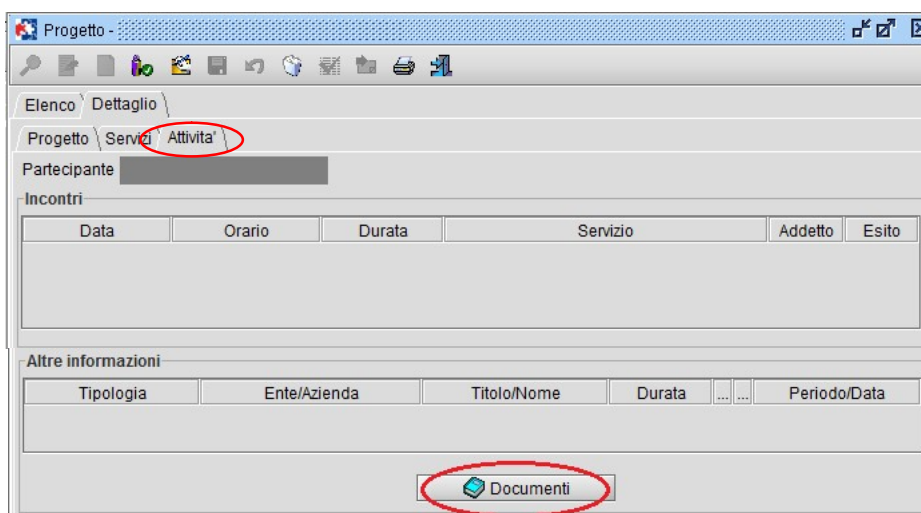 Progetto -
Elenco Dettaglio
Progetto Servizi Attivita'
Partecipante
Incontri
Data Orario Durata Servizio Addetto Esito
Altre informazioni
Tipologia Ente/Azienda Titolo/Nome Durata ... ... Periodo/Data
Documenti